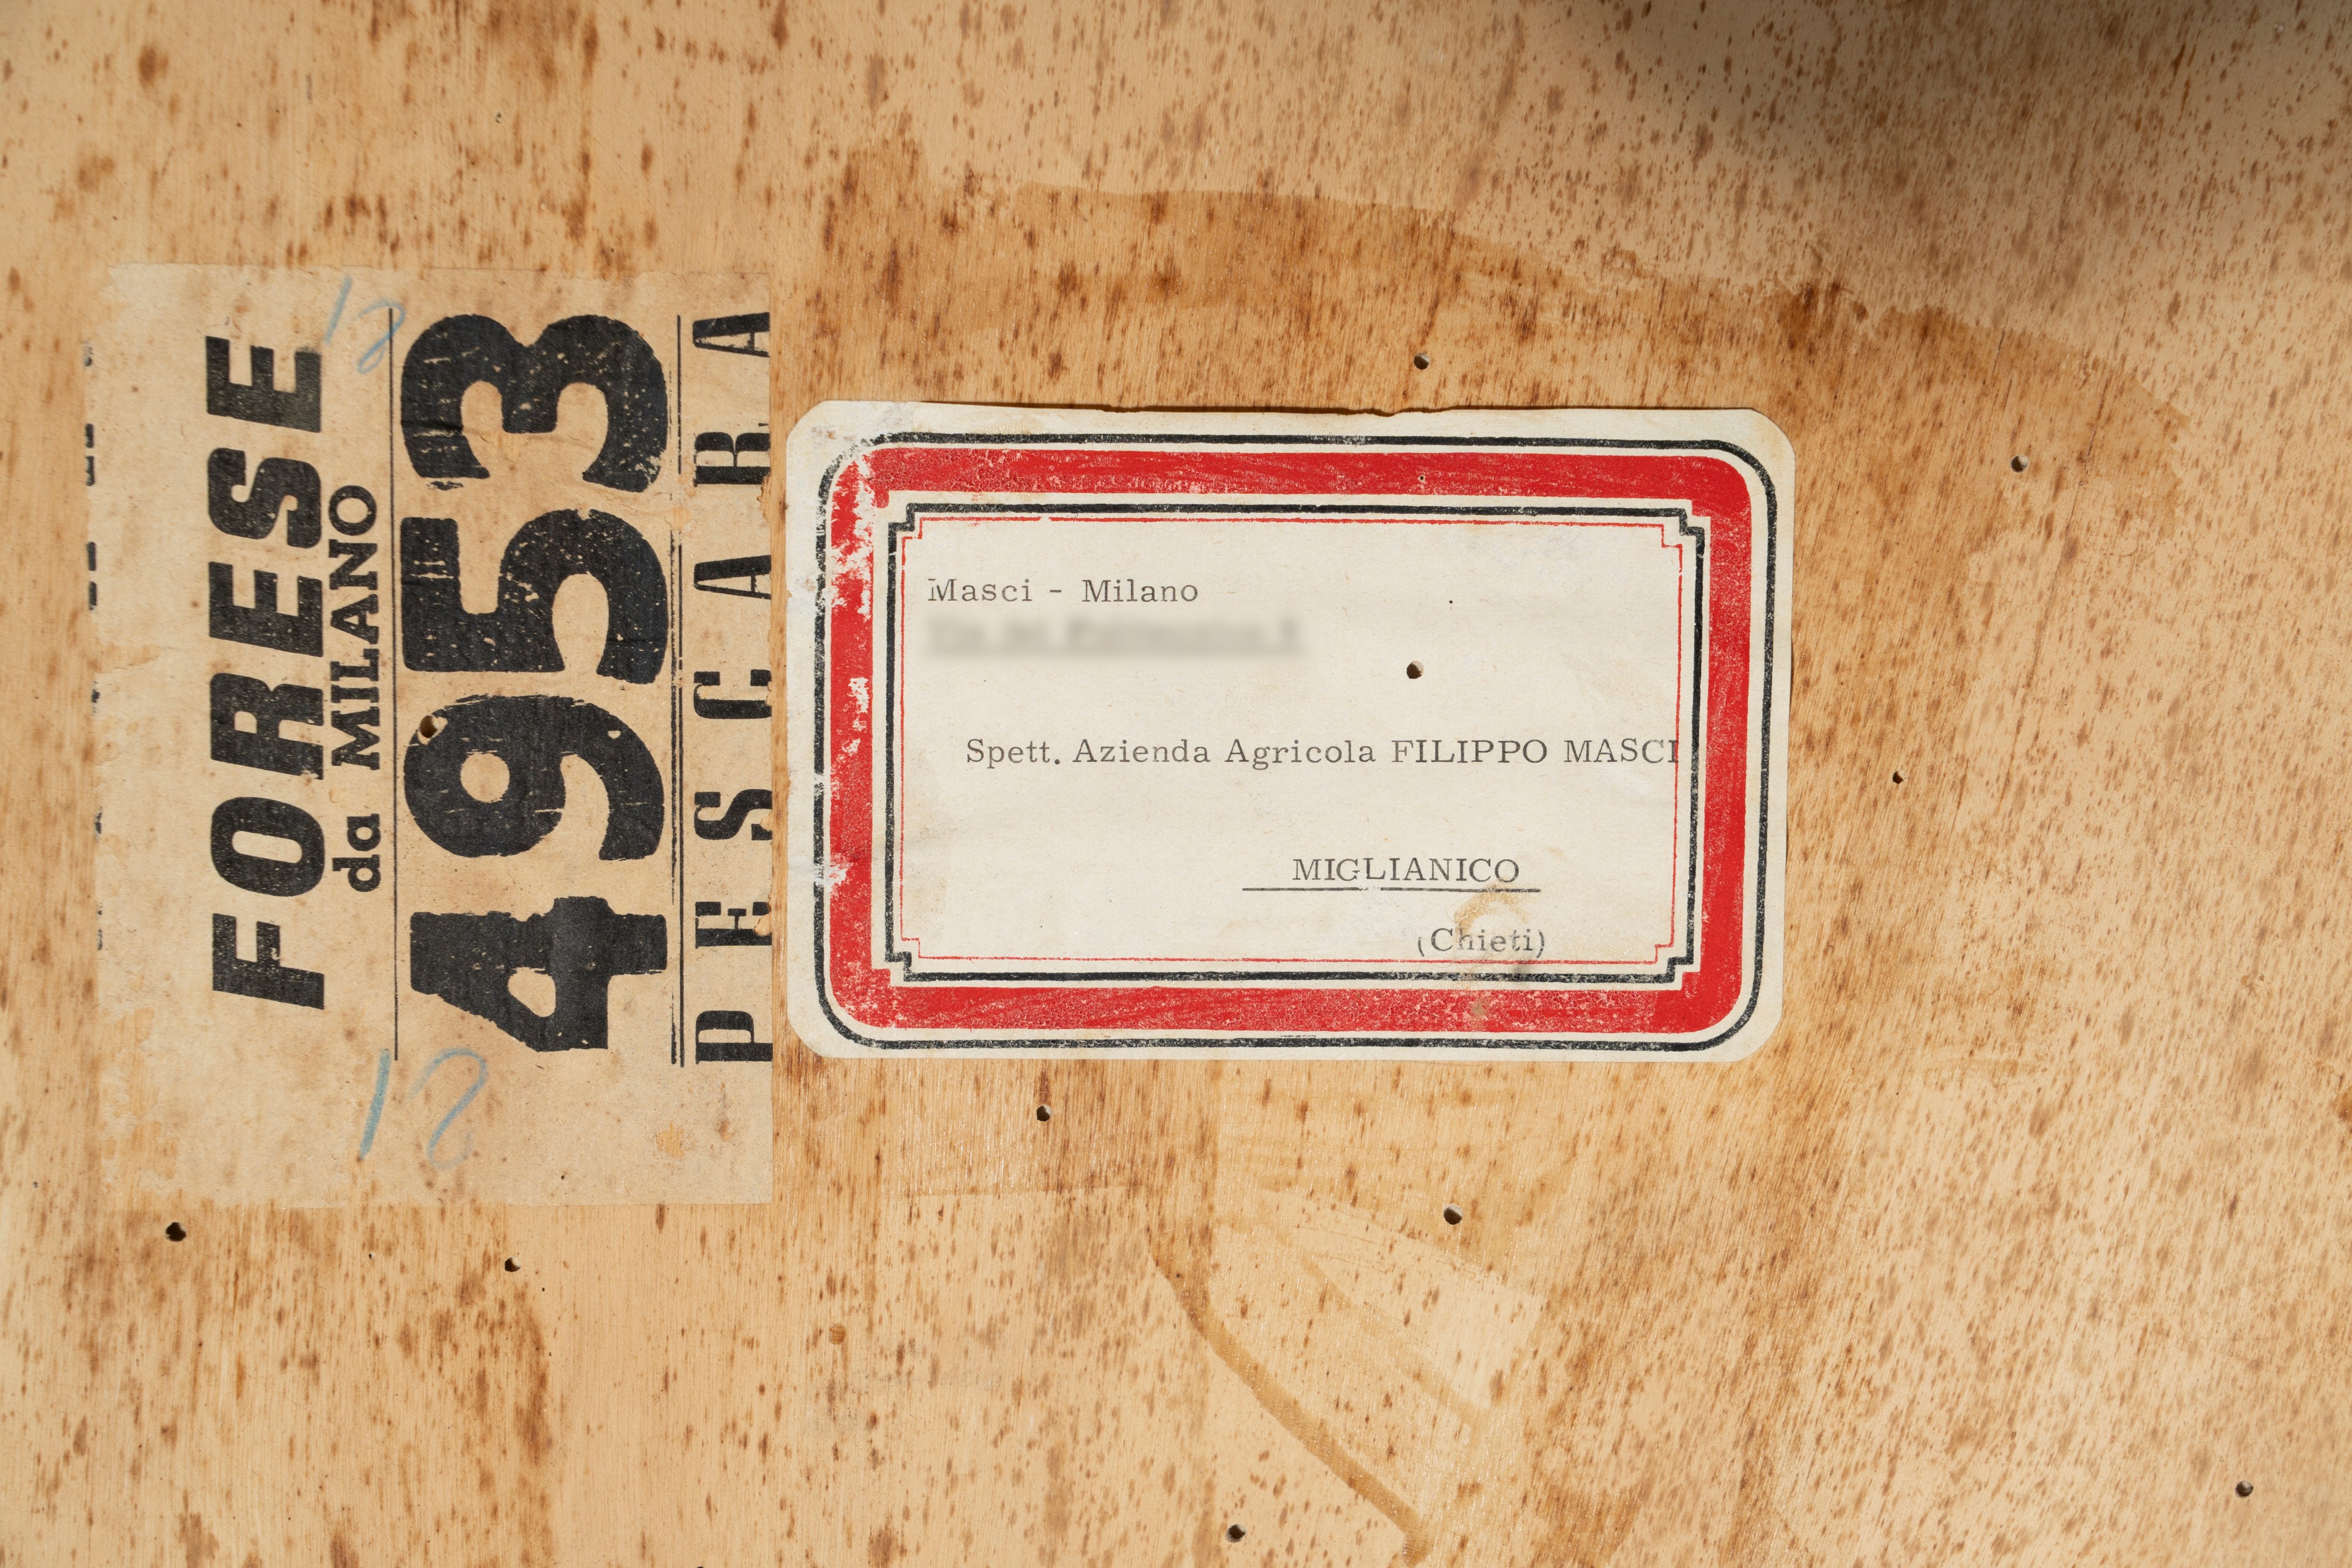 FORESE
da MILANO
4953
PESCARA
12
12
Masci - Milano
Spett. Azienda Agricola FILIPPO MASCI
MIGLIANICO
(Chieti)